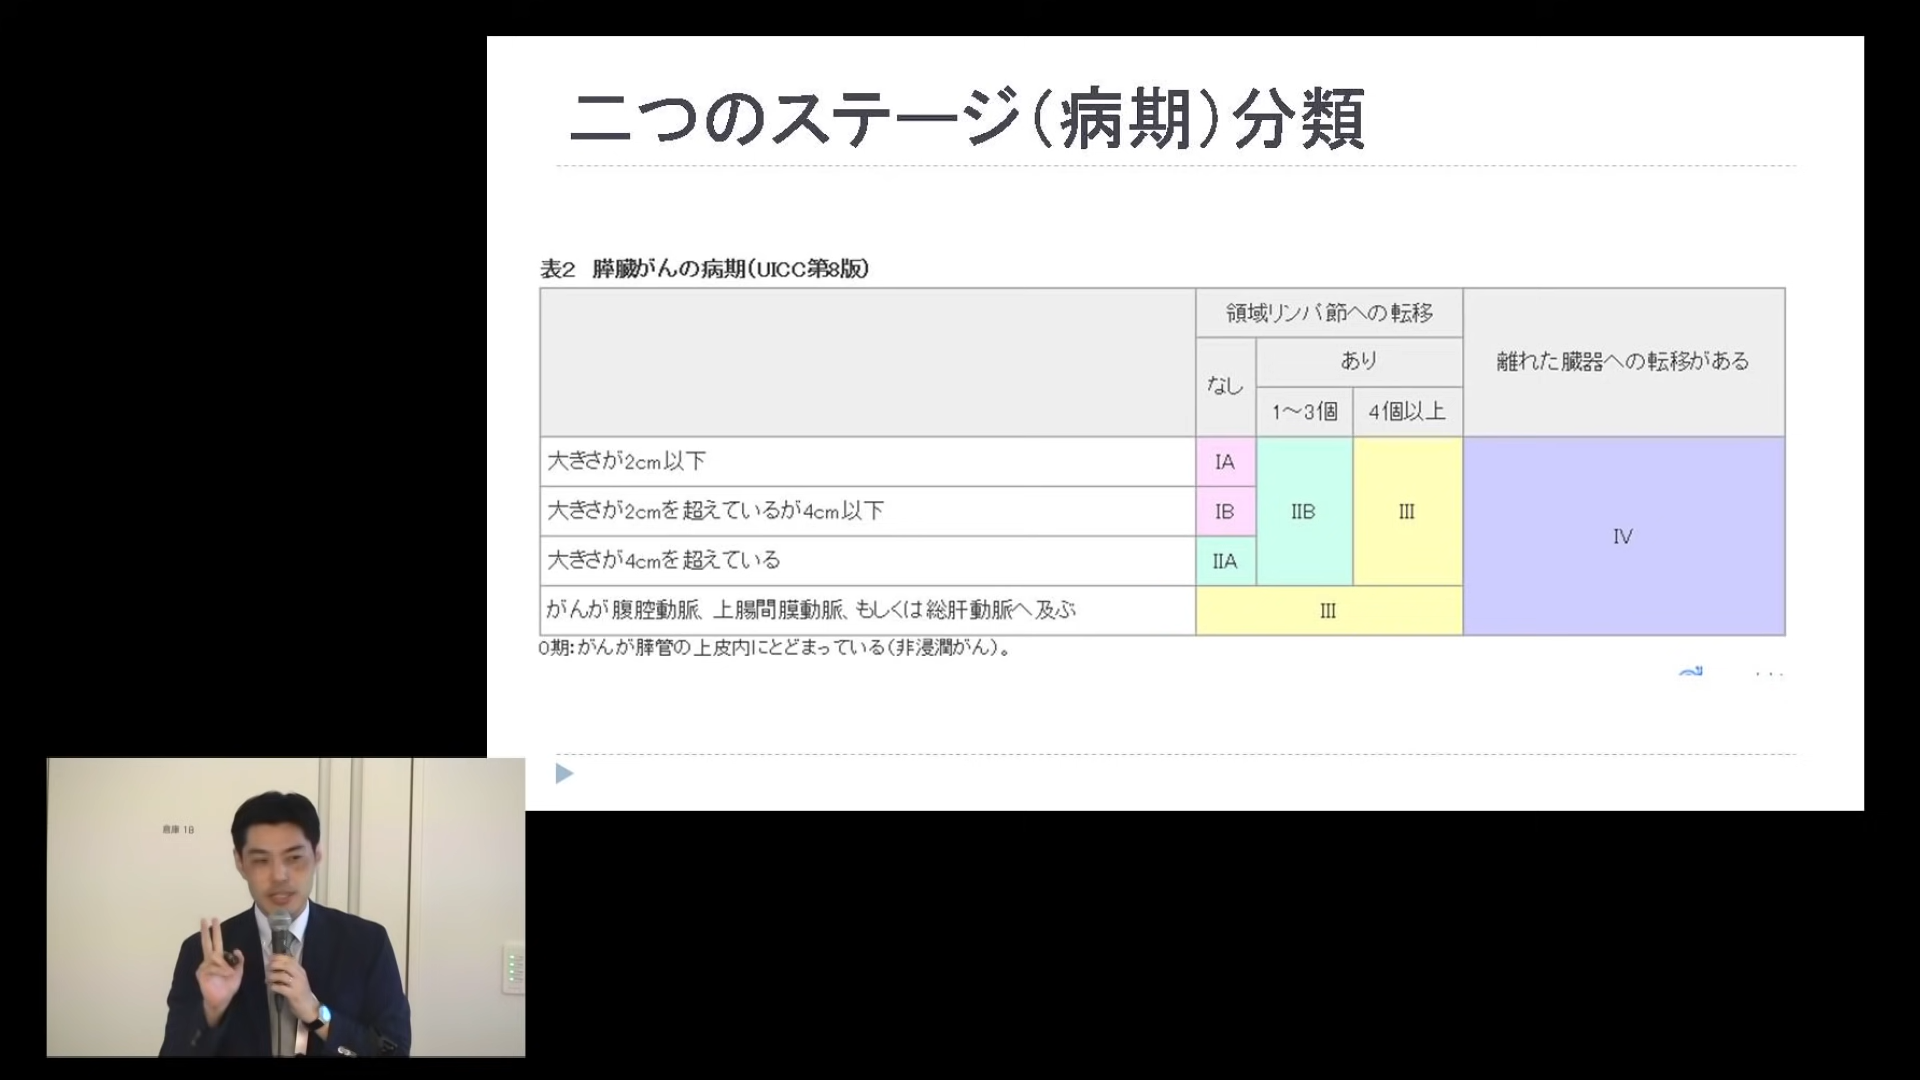 二つのステージ（病期）分類
表2　膵臓がんの病期（UICC第8版）
領域リンパ節への転移
離れた臓器への転移がある
なし
あり
1～3個
4個以上
大きさが2cm以下
IA
IIB
III
IV
大きさが2cmを超えているが4cm以下
IB
大きさが4cmを超えている
IIA
がんが腹腔動脈、上腸間膜動脈、もしくは総肝動脈へ及ぶ
III
0期：がんが膵管の上皮内にとどまっている（非浸潤がん）。
倉庫 18